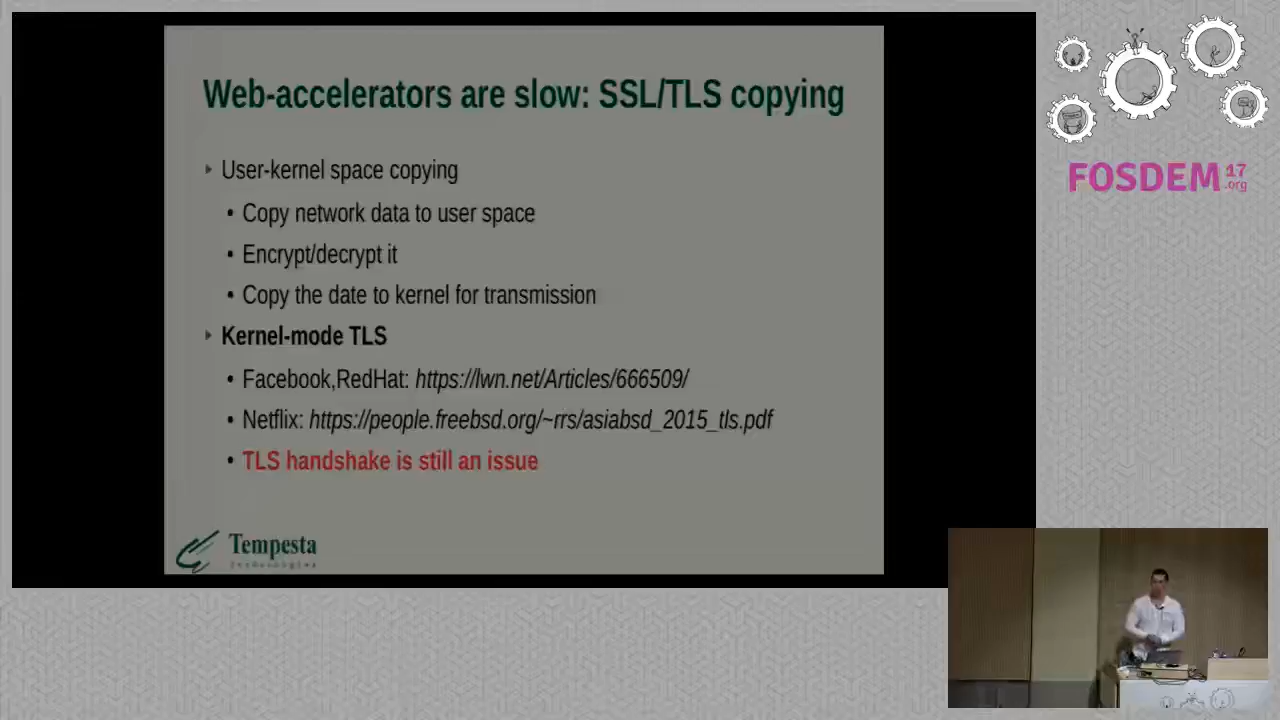 Web-accelerators are slow: SSL/TLS copying
User-kernel space copying
• Copy network data to user space
• Encrypt/decrypt it
• Copy the date to kernel for transmission
Kernel-mode TLS
• Facebook,RedHat: https://lwn.net/Articles/666509/
• Netflix: https://people.freebsd.org/~rrs/asiabsd_2015_tls.pdf
• TLS handshake is still an issue
Tempesta
Technologies
FOSDEM 17
.org